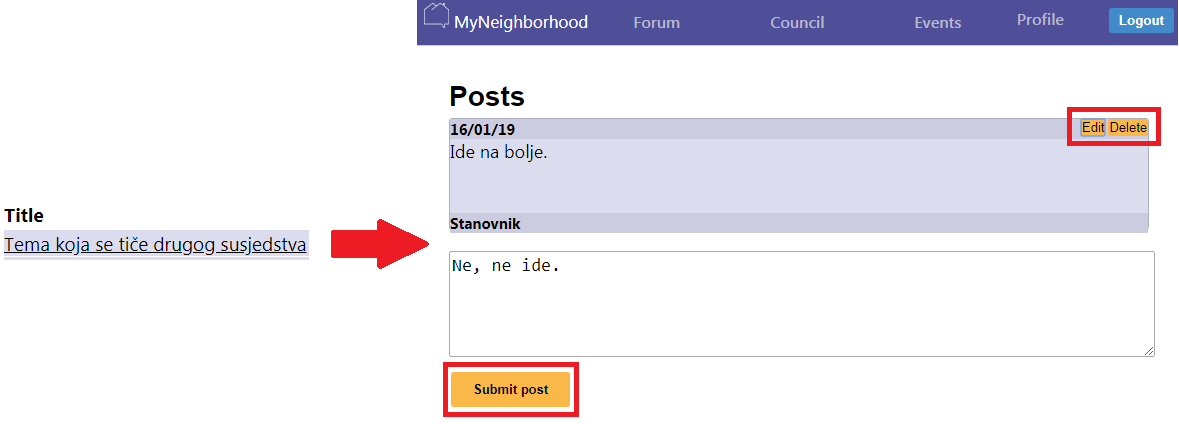 MyNeighborhood Forum Council Events Profile Logout
Posts
16/01/19 Edit Delete
Ide na bolje.
Stanovnik
Title
Tema koja se tiče drugog susjedstva
Ne, ne ide.
Submit post